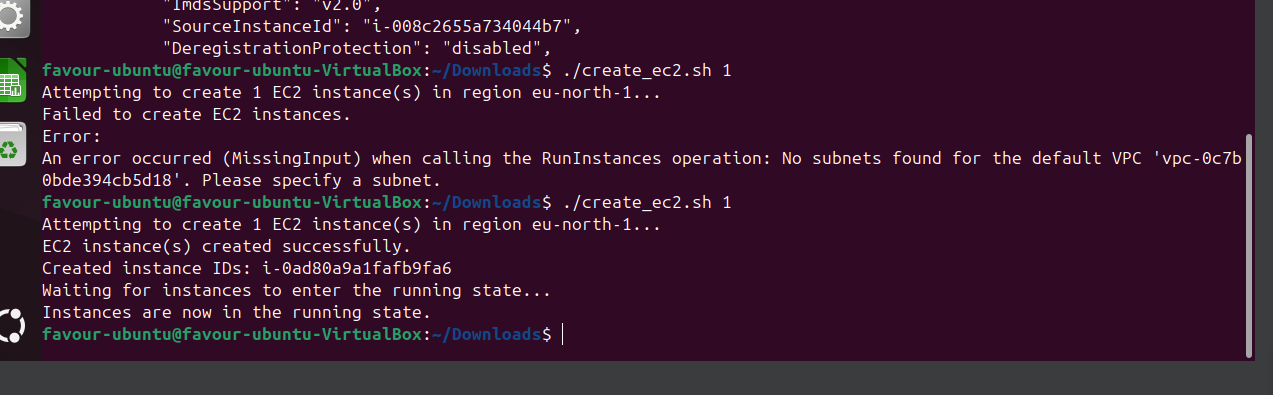 "ImdsSupport": "v2.0",
"SourceInstanceId": "i-008c2655a734044b7",
"DeregistrationProtection": "disabled",
favour-ubuntu@favour-ubuntu-VirtualBox:~/Downloads$ ./create_ec2.sh 1
Attempting to create 1 EC2 instance(s) in region eu-north-1...
Failed to create EC2 instances.
Error:
An error occurred (MissingInput) when calling the RunInstances operation: No subnets found for the default VPC 'vpc-0c7b
0bde394cb5d18'. Please specify a subnet.
favour-ubuntu@favour-ubuntu-VirtualBox:~/Downloads$ ./create_ec2.sh 1
Attempting to create 1 EC2 instance(s) in region eu-north-1...
EC2 instance(s) created successfully.
Created instance IDs: i-0ad80a9a1fafb9fa6
Waiting for instances to enter the running state...
Instances are now in the running state.
favour-ubuntu@favour-ubuntu-VirtualBox:~/Downloads$